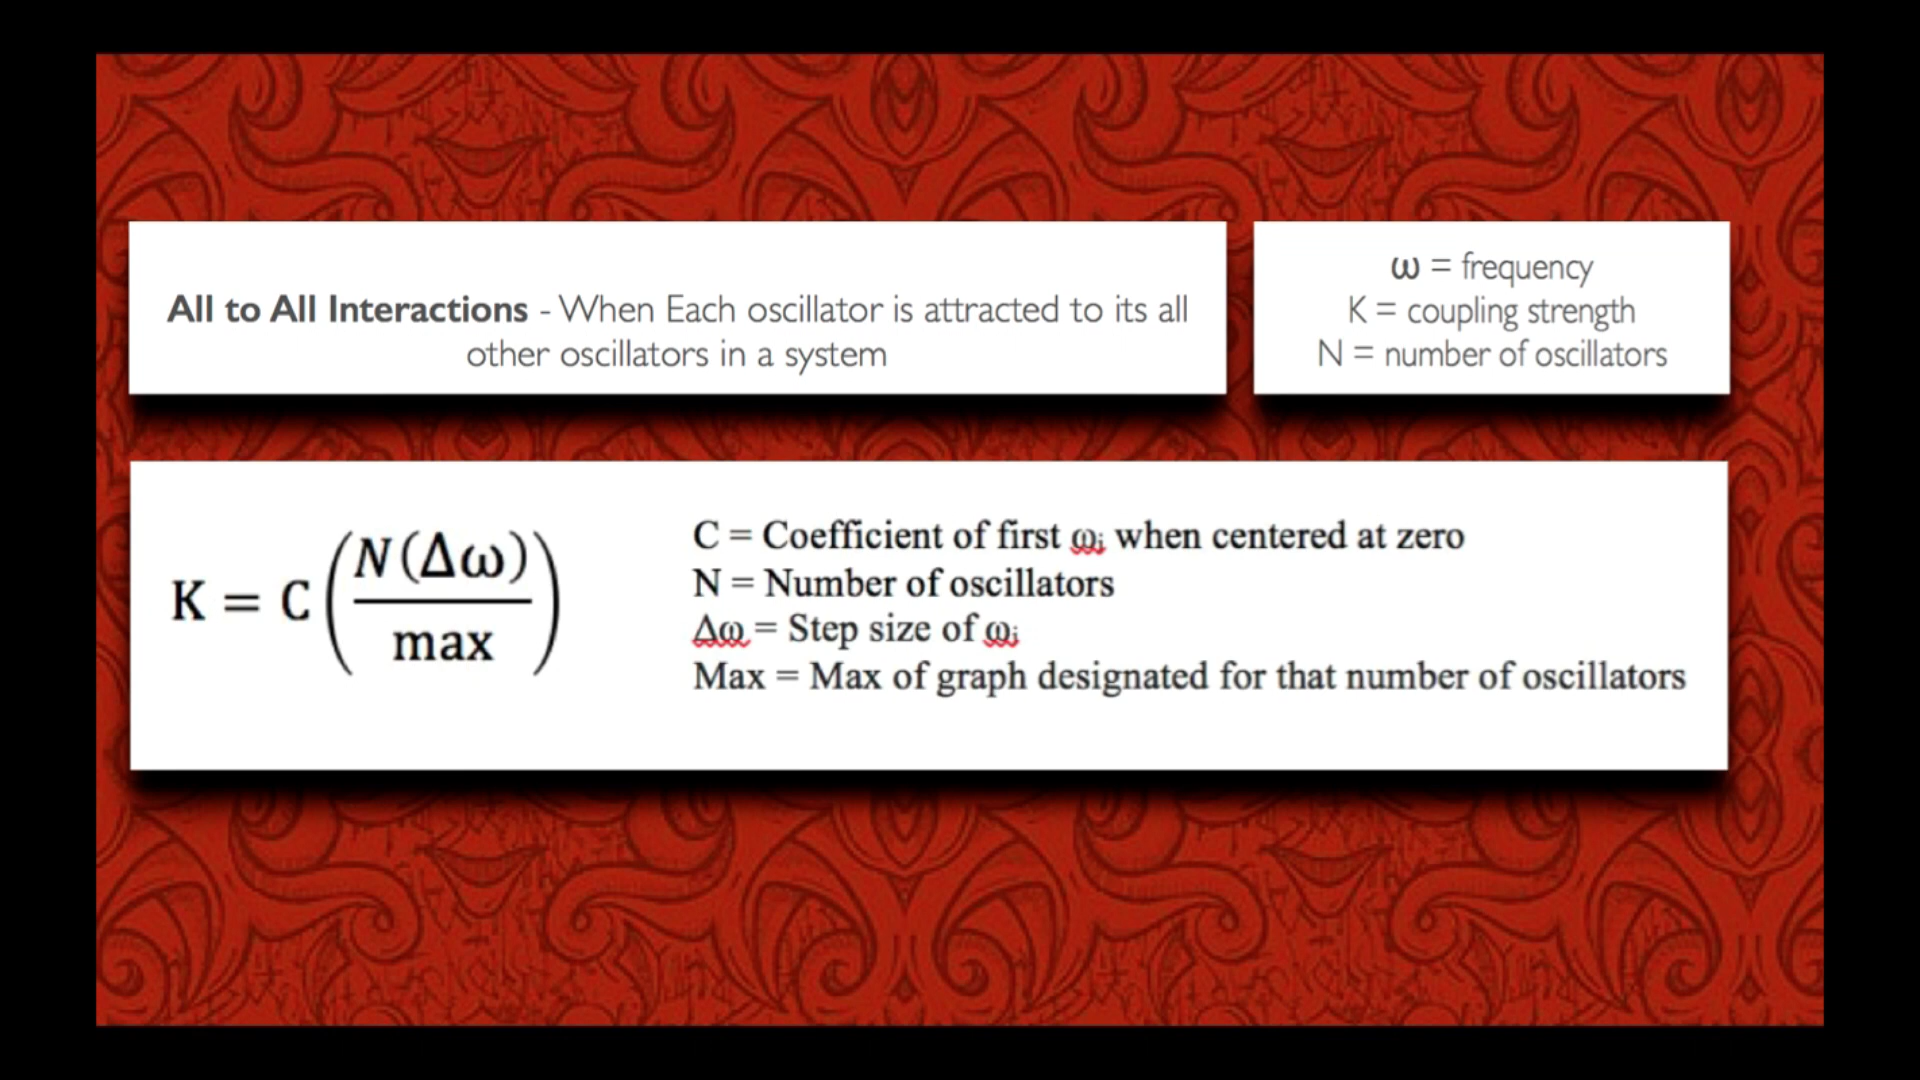 All to All Interactions - When Each oscillator is attracted to its all
other oscillators in a system
ω = frequency
K = coupling strength
N = number of oscillators
K = C(N(Δω)/max)
C = Coefficient of first ωᵢ when centered at zero
N = Number of oscillators
Δω = Step size of ωᵢ
Max = Max of graph designated for that number of oscillators